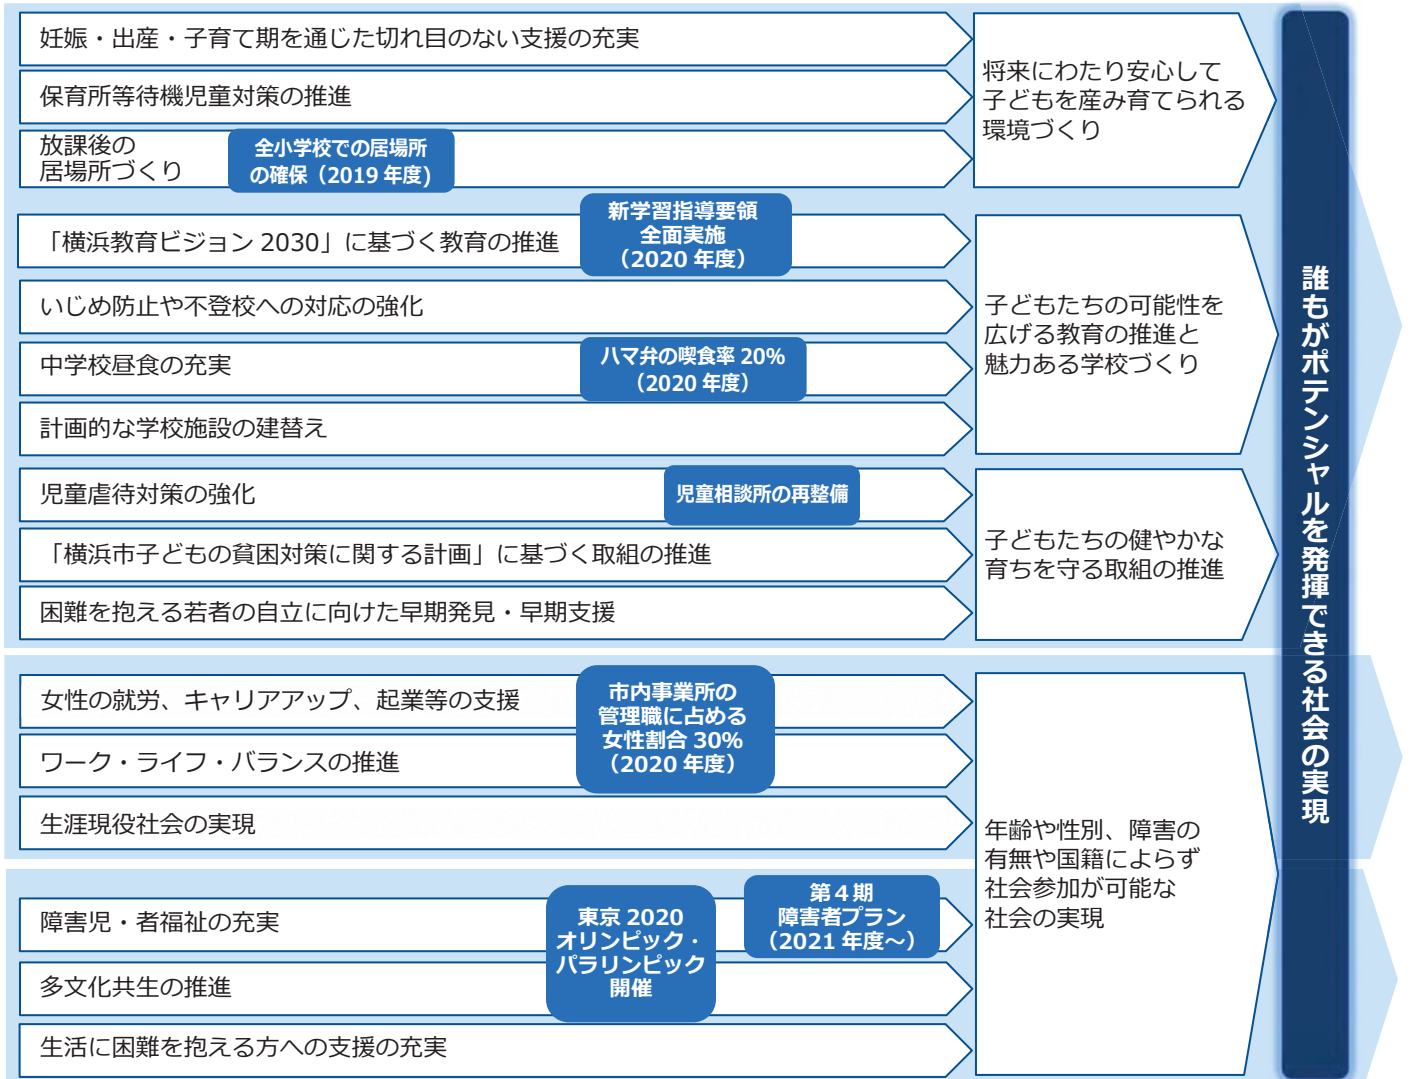 妊娠・出産・子育て期を通じた切れ目のない支援の充実
保育所等待機児童対策の推進
放課後の
居場所づくり
全小学校での居場所
の確保（2019 年度)
将来にわたり安心して
子どもを産み育てられる
環境づくり
「横浜教育ビジョン 2030」に基づく教育の推進
新学習指導要領
全面実施
（2020 年度）
いじめ防止や不登校への対応の強化
中学校昼食の充実
ハマ弁の喫食率 20%
（2020 年度）
計画的な学校施設の建替え
子どもたちの可能性を
広げる教育の推進と
魅力ある学校づくり
児童虐待対策の強化
児童相談所の再整備
「横浜市子どもの貧困対策に関する計画」に基づく取組の推進
困難を抱える若者の自立に向けた早期発見・早期支援
子どもたちの健やかな
育ちを守る取組の推進
女性の就労、キャリアアップ、起業等の支援
ワーク・ライフ・バランスの推進
市内事業所の
管理職に占める
女性割合 30%
（2020 年度）
生涯現役社会の実現
障害児・者福祉の充実
東京 2020
オリンピック・
パラリンピック
開催
第４期
障害者プラン
（2021 年度～）
多文化共生の推進
生活に困難を抱える方への支援の充実
年齢や性別、障害の
有無や国籍によらず
社会参加が可能な
社会の実現
誰もがポテンシャルを発揮できる社会の実現